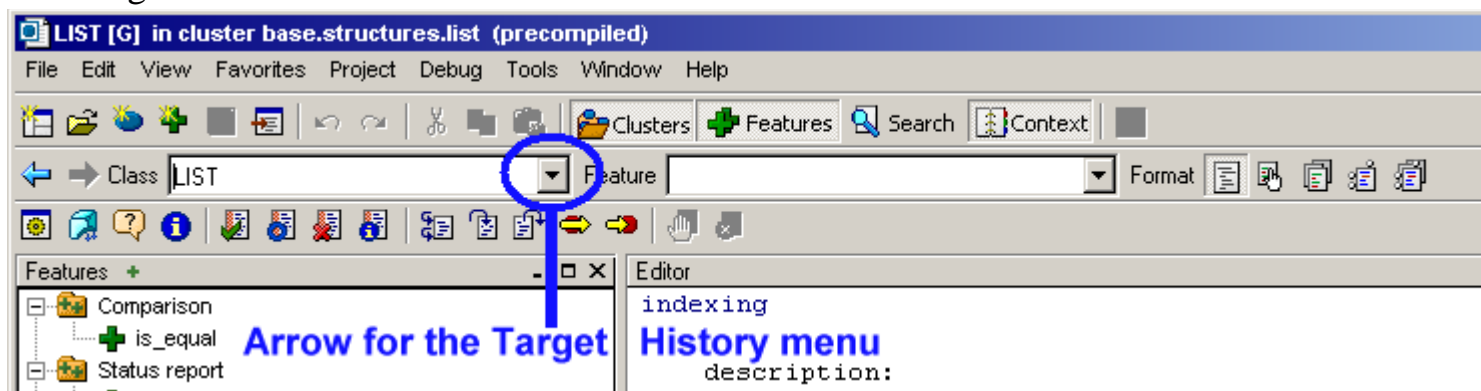 LIST [G] in cluster base.structures.list (precompiled)
File Edit View Favorites Project Debug Tools Window Help
Clusters Features Search Context
Class LIST Feature Format
Features Editor
Comparison
indexing
is_equal
Arrow for the Target History menu
Status report
description: